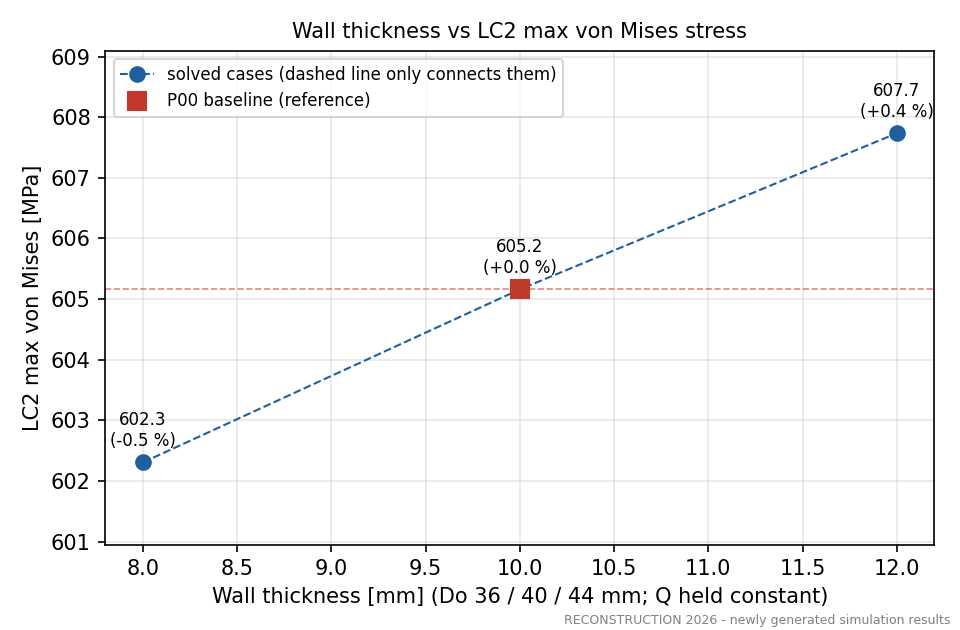 Wall thickness vs LC2 max von Mises stress
609
608
607
606
605
604
603
602
601
LC2 max von Mises [MPa]
solved cases (dashed line only connects them)
P00 baseline (reference)
607.7
(+0.4 %)
605.2
(+0.0 %)
602.3
(-0.5 %)
8.0 8.5 9.0 9.5 10.0 10.5 11.0 11.5 12.0
Wall thickness [mm] (Do 36 / 40 / 44 mm; Q held constant)
RECONSTRUCTION 2026 - newly generated simulation results